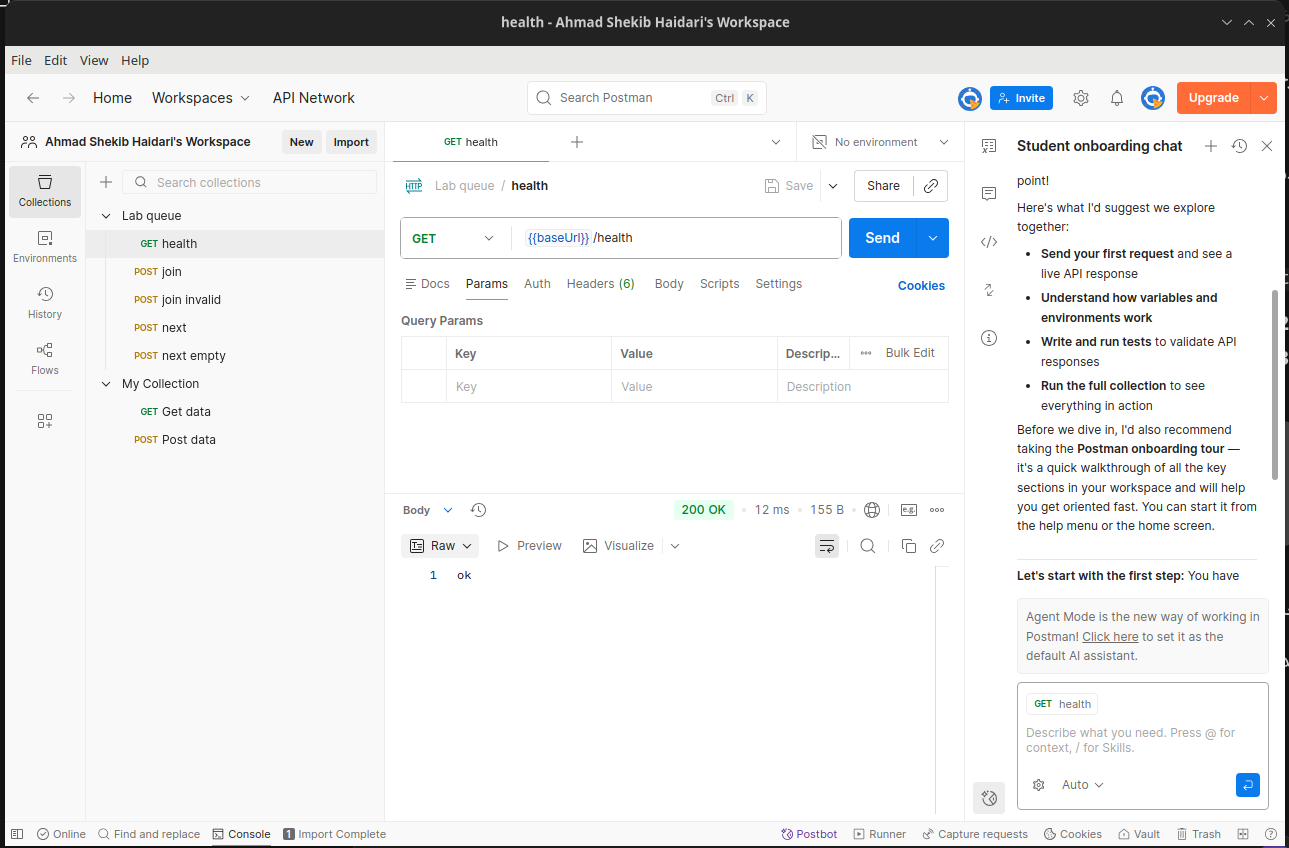 health - Ahmad Shekib Haidari's Workspace
File Edit View Help
Home Workspaces API Network
Search Postman Ctrl K
Invite
Upgrade
Ahmad Shekib Haidari's Workspace New Import
GET health
No environment
Student onboarding chat
Collections
Environments
History
Flows
Search collections
Lab queue
GET health
POST join
POST join invalid
POST next
POST next empty
My Collection
GET Get data
POST Post data
HTTP Lab queue / health
Save Share
GET {{baseUrl}} /health
Send
Docs Params Auth Headers (6) Body Scripts Settings Cookies
Query Params
Key Value Descrip... Bulk Edit
Key Value Description
Body 200 OK 12 ms 155 B e.g.
Raw Preview Visualize
1 ok
point!
Here's what I'd suggest we explore
together:
• Send your first request and see a
live API response
• Understand how variables and
environments work
• Write and run tests to validate API
responses
• Run the full collection to see
everything in action
Before we dive in, I'd also recommend
taking the Postman onboarding tour —
it's a quick walkthrough of all the key
sections in your workspace and will help
you get oriented fast. You can start it from
the help menu or the home screen.
Let's start with the first step: You have
Agent Mode is the new way of working in
Postman! Click here to set it as the
default AI assistant.
GET health
Describe what you need. Press @ for
context, / for Skills.
Auto
Online Find and replace Console 1 Import Complete Postbot Runner Capture requests Cookies Vault Trash